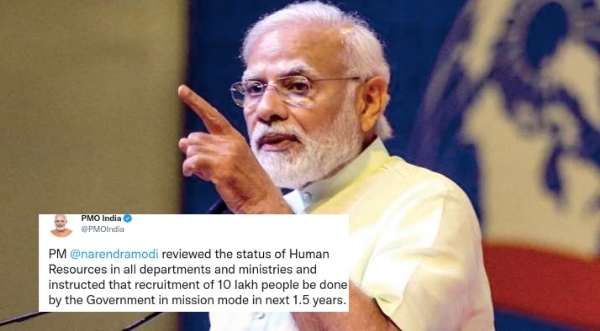 PMO India
@PMOIndia
PM @narendramodi reviewed the status of Human
Resources in all departments and ministries and
instructed that recruitment of 10 lakh people be done
by the Government in mission mode in next 1.5 years.